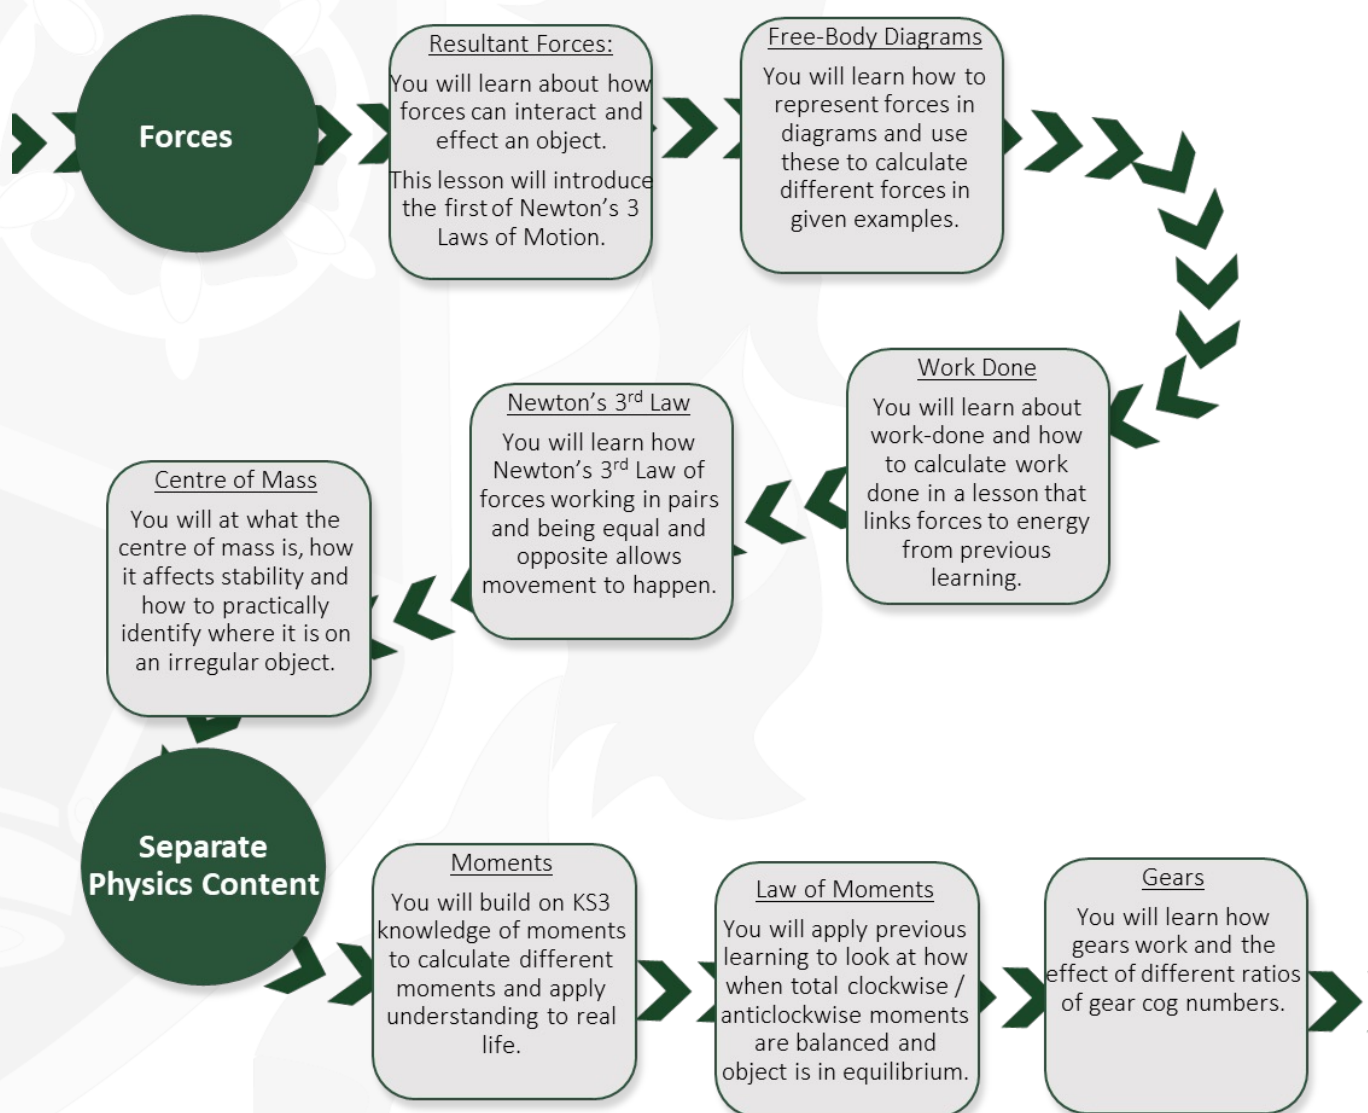 Forces
Resultant Forces:
You will learn about how
forces can interact and
effect an object.
This lesson will introduce
the first of Newton's 3
Laws of Motion.
Free-Body Diagrams
You will learn how to
represent forces in
diagrams and use
these to calculate
different forces in
given examples.
Work Done
You will learn about
work-done and how
to calculate work
done in a lesson that
links forces to energy
from previous
learning.
Newton's 3rd Law
You will learn how
Newton's 3rd Law of
forces working in pairs
and being equal and
opposite allows
movement to happen.
Centre of Mass
You will at what the
centre of mass is, how
it affects stability and
how to practically
identify where it is on
an irregular object.
Separate
Physics Content
Moments
You will build on KS3
knowledge of moments
to calculate different
moments and apply
understanding to real
life.
Law of Moments
You will apply previous
learning to look at how
when total clockwise /
anticlockwise moments
are balanced and
object is in equilibrium.
Gears
You will learn how
gears work and the
effect of different ratios
of gear cog numbers.